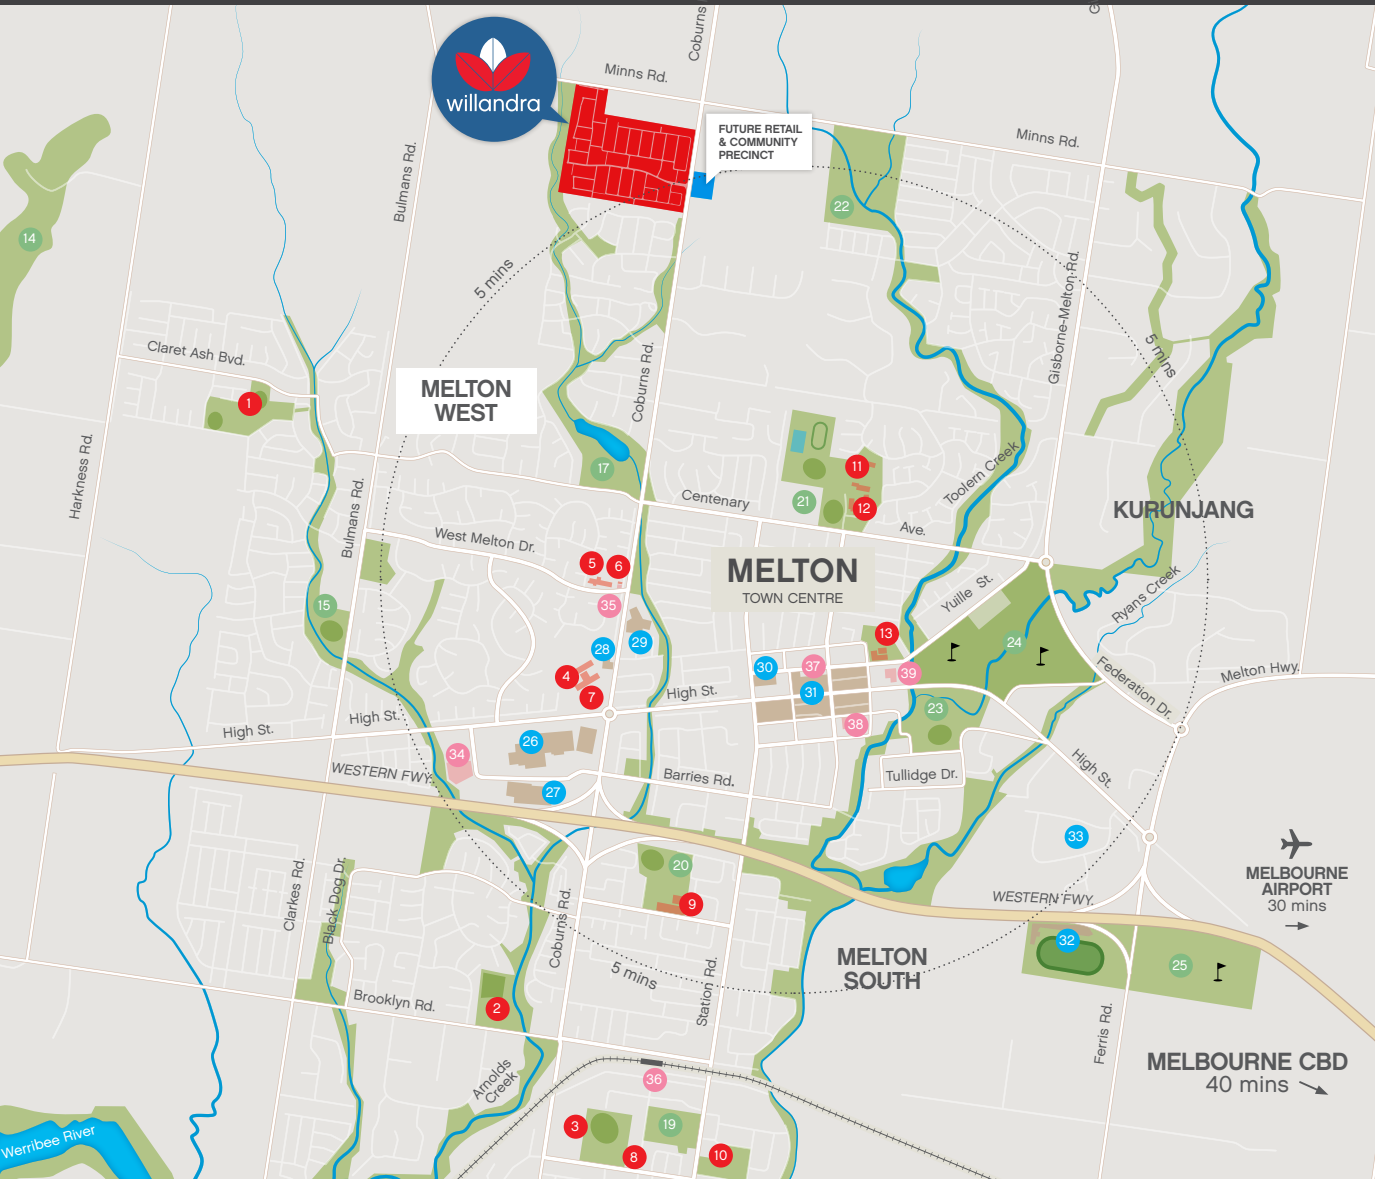 Coburns
Minns Rd.
willandra
FUTURE RETAIL
& COMMUNITY
PRECINCT
Minns Rd.
Bulmans Rd.
22
14
5 mins
Gisborne-Melton Rd.
5 mins
Claret Ash Bvd.
Coburns Rd.
MELTON
WEST
1
Harkness Rd.
17
11
Toolern Creek
Centenary
21
12
Ave.
KURUNJANG
Bulmans Rd.
West Melton Dr.
5
6
MELTON
TOWN CENTRE
Yuille St.
Ryans Creek
15
35
28
29
13
24
30
37
39
4
7
31
High St.
Federation Dr.
Melton Hwy.
High St.
High St.
38
23
34
26
WESTERN FWY.
27
Barries Rd.
Tullidge Dr.
High St.
33
20
MELBOURNE
AIRPORT
30 mins
Clarkes Rd.
Black Dog Dr.
Coburns Rd.
9
WESTERN FWY.
32
MELTON
SOUTH
25
5 mins
Station Rd.
2
Brooklyn Rd.
Ferris Rd.
Arnolds
Creek
36
MELBOURNE CBD
40 mins
3
19
Werribee River
8
10